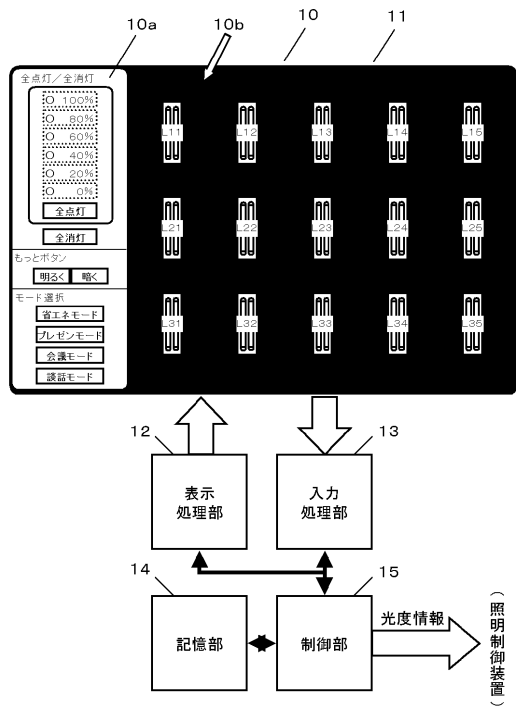 10a
10b
10
11
全点灯／全消灯
100%
80%
60%
40%
20%
0%
全点灯
全消灯
もっとボタン
明るく 暗く
モード選択
省エネモード
プレゼンモード
会議モード
談話モード
L11 L12 L13 L14 L15
L21 L22 L23 L24 L25
L31 L32 L33 L34 L35
12
表示
処理部
13
入力
処理部
14
記憶部
15
制御部
光度情報
（照明制御装置）